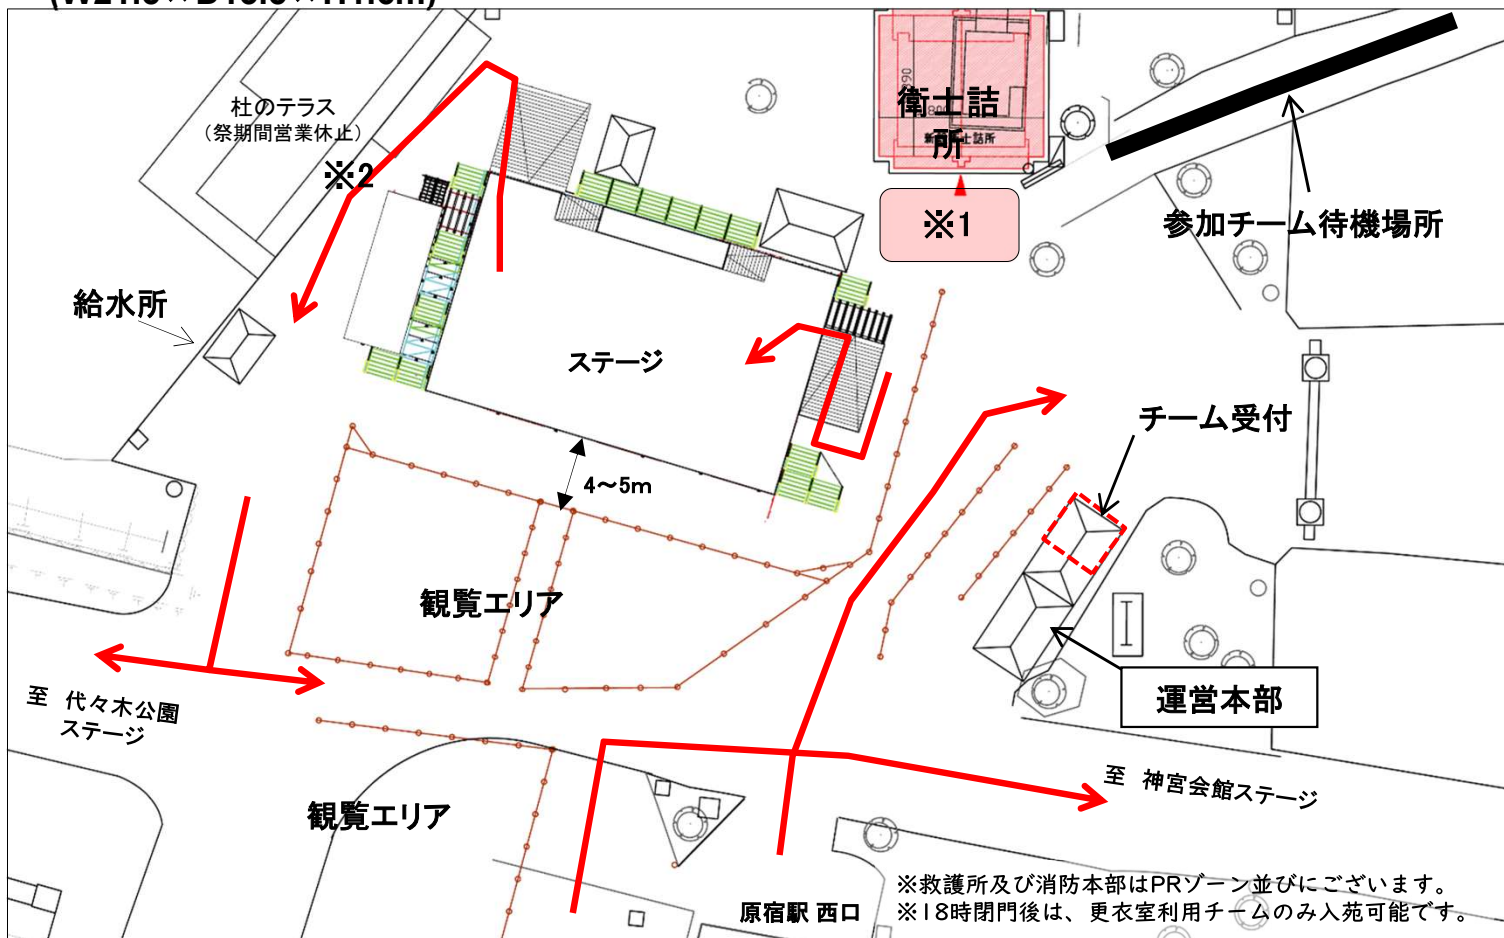 杜のテラス
（祭期間営業休止）
※2
衛士詰
所
※1
参加チーム待機場所
給水所
ステージ
チーム受付
4～5m
観覧エリア
運営本部
至 代々木公園
ステージ
至 神宮会館ステージ
観覧エリア
原宿駅 西口
※救護所及び消防本部はPRゾーン並びにございます。
※18時閉門後は、更衣室利用チームのみ入苑可能です。